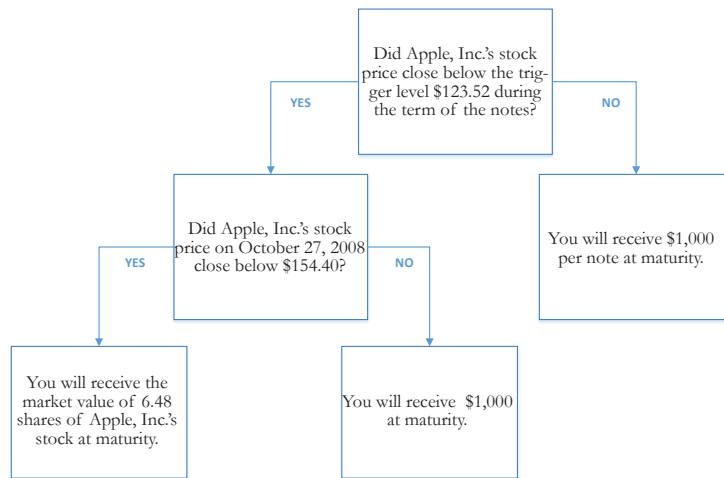 Did Apple, Inc.'s stock
price close below the trig-
ger level $123.52 during
the term of the notes?
YES
NO
Did Apple, Inc.'s stock
price on October 27, 2008
close below $154.40?
You will receive $1,000
per note at maturity.
YES
NO
You will receive the
market value of 6.48
shares of Apple, Inc.'s
stock at maturity.
You will receive $1,000
at maturity.